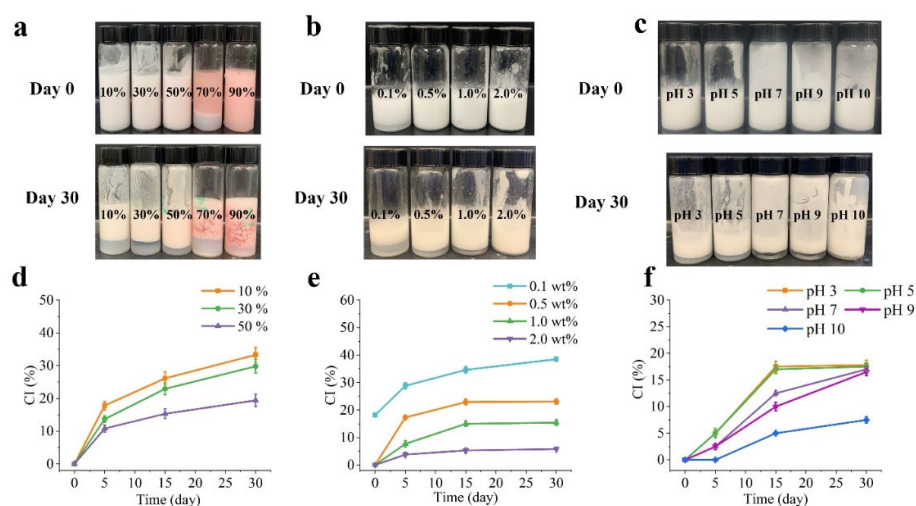 a
b
c
Day 0
10% 30% 50% 70% 90%
Day 0
0.1% 0.5% 1.0% 2.0%
Day 0
pH 3 pH 5 pH 7 pH 9 pH 10
Day 30
10% 30% 50% 70% 90%
Day 30
0.1% 0.5% 1.0% 2.0%
Day 30
pH 3 pH 5 pH 7 pH 9 pH 10
d
50
40
30
20
10
0
CI (%)
10 %
30 %
50 %
0 5 10 15 20 25 30
Time (day)
e
60
50
40
30
20
10
0
CI (%)
0.1 wt%
0.5 wt%
1.0 wt%
2.0 wt%
0 5 10 15 20 25 30
Time (day)
f
30
25
20
15
10
5
0
CI (%)
pH 3 pH 5
pH 7 pH 9
pH 10
0 5 10 15 20 25 30
Time (day)